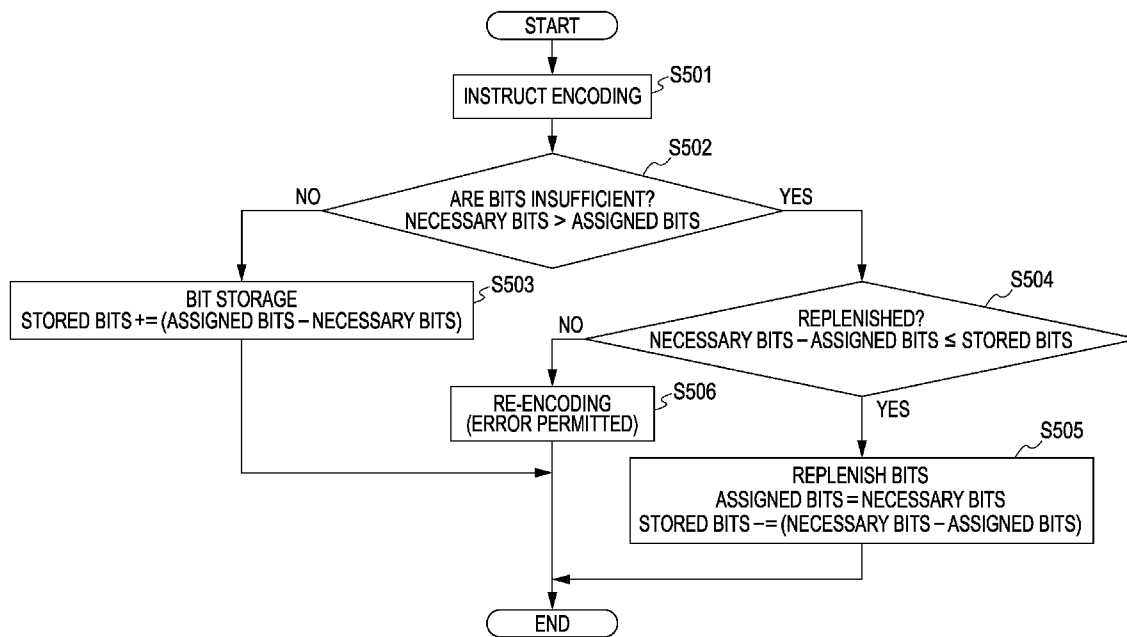 START
S501
INSTRUCT ENCODING
S502
ARE BITS INSUFFICIENT?
NECESSARY BITS > ASSIGNED BITS
NO
YES
S503
BIT STORAGE
STORED BITS += (ASSIGNED BITS – NECESSARY BITS)
S504
REPLENISHED?
NECESSARY BITS – ASSIGNED BITS ≤ STORED BITS
NO
YES
S506
RE-ENCODING
(ERROR PERMITTED)
S505
REPLENISH BITS
ASSIGNED BITS = NECESSARY BITS
STORED BITS – = (NECESSARY BITS – ASSIGNED BITS)
END